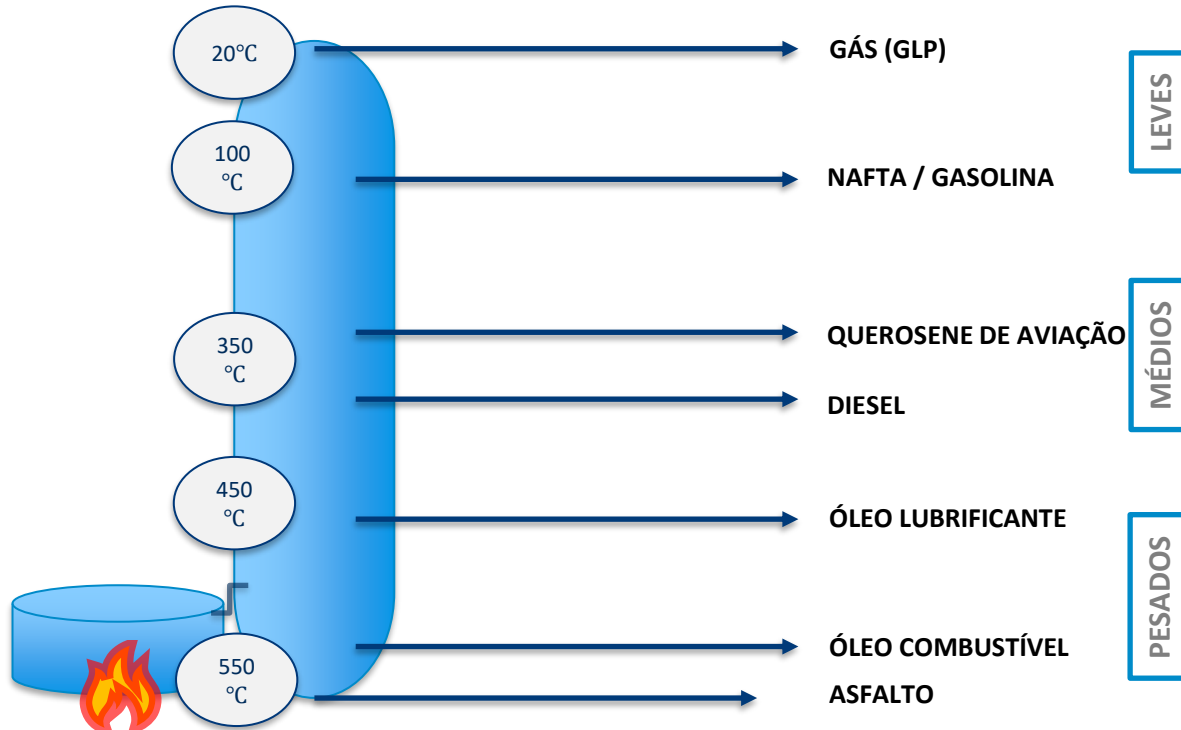 20°C
GÁS (GLP)
LEVES
100
°C
NAFTA / GASOLINA
350
°C
QUEROSENE DE AVIAÇÃO
MÉDIOS
DIESEL
450
°C
ÓLEO LUBRIFICANTE
PESADOS
550
°C
ÓLEO COMBUSTÍVEL
ASFALTO